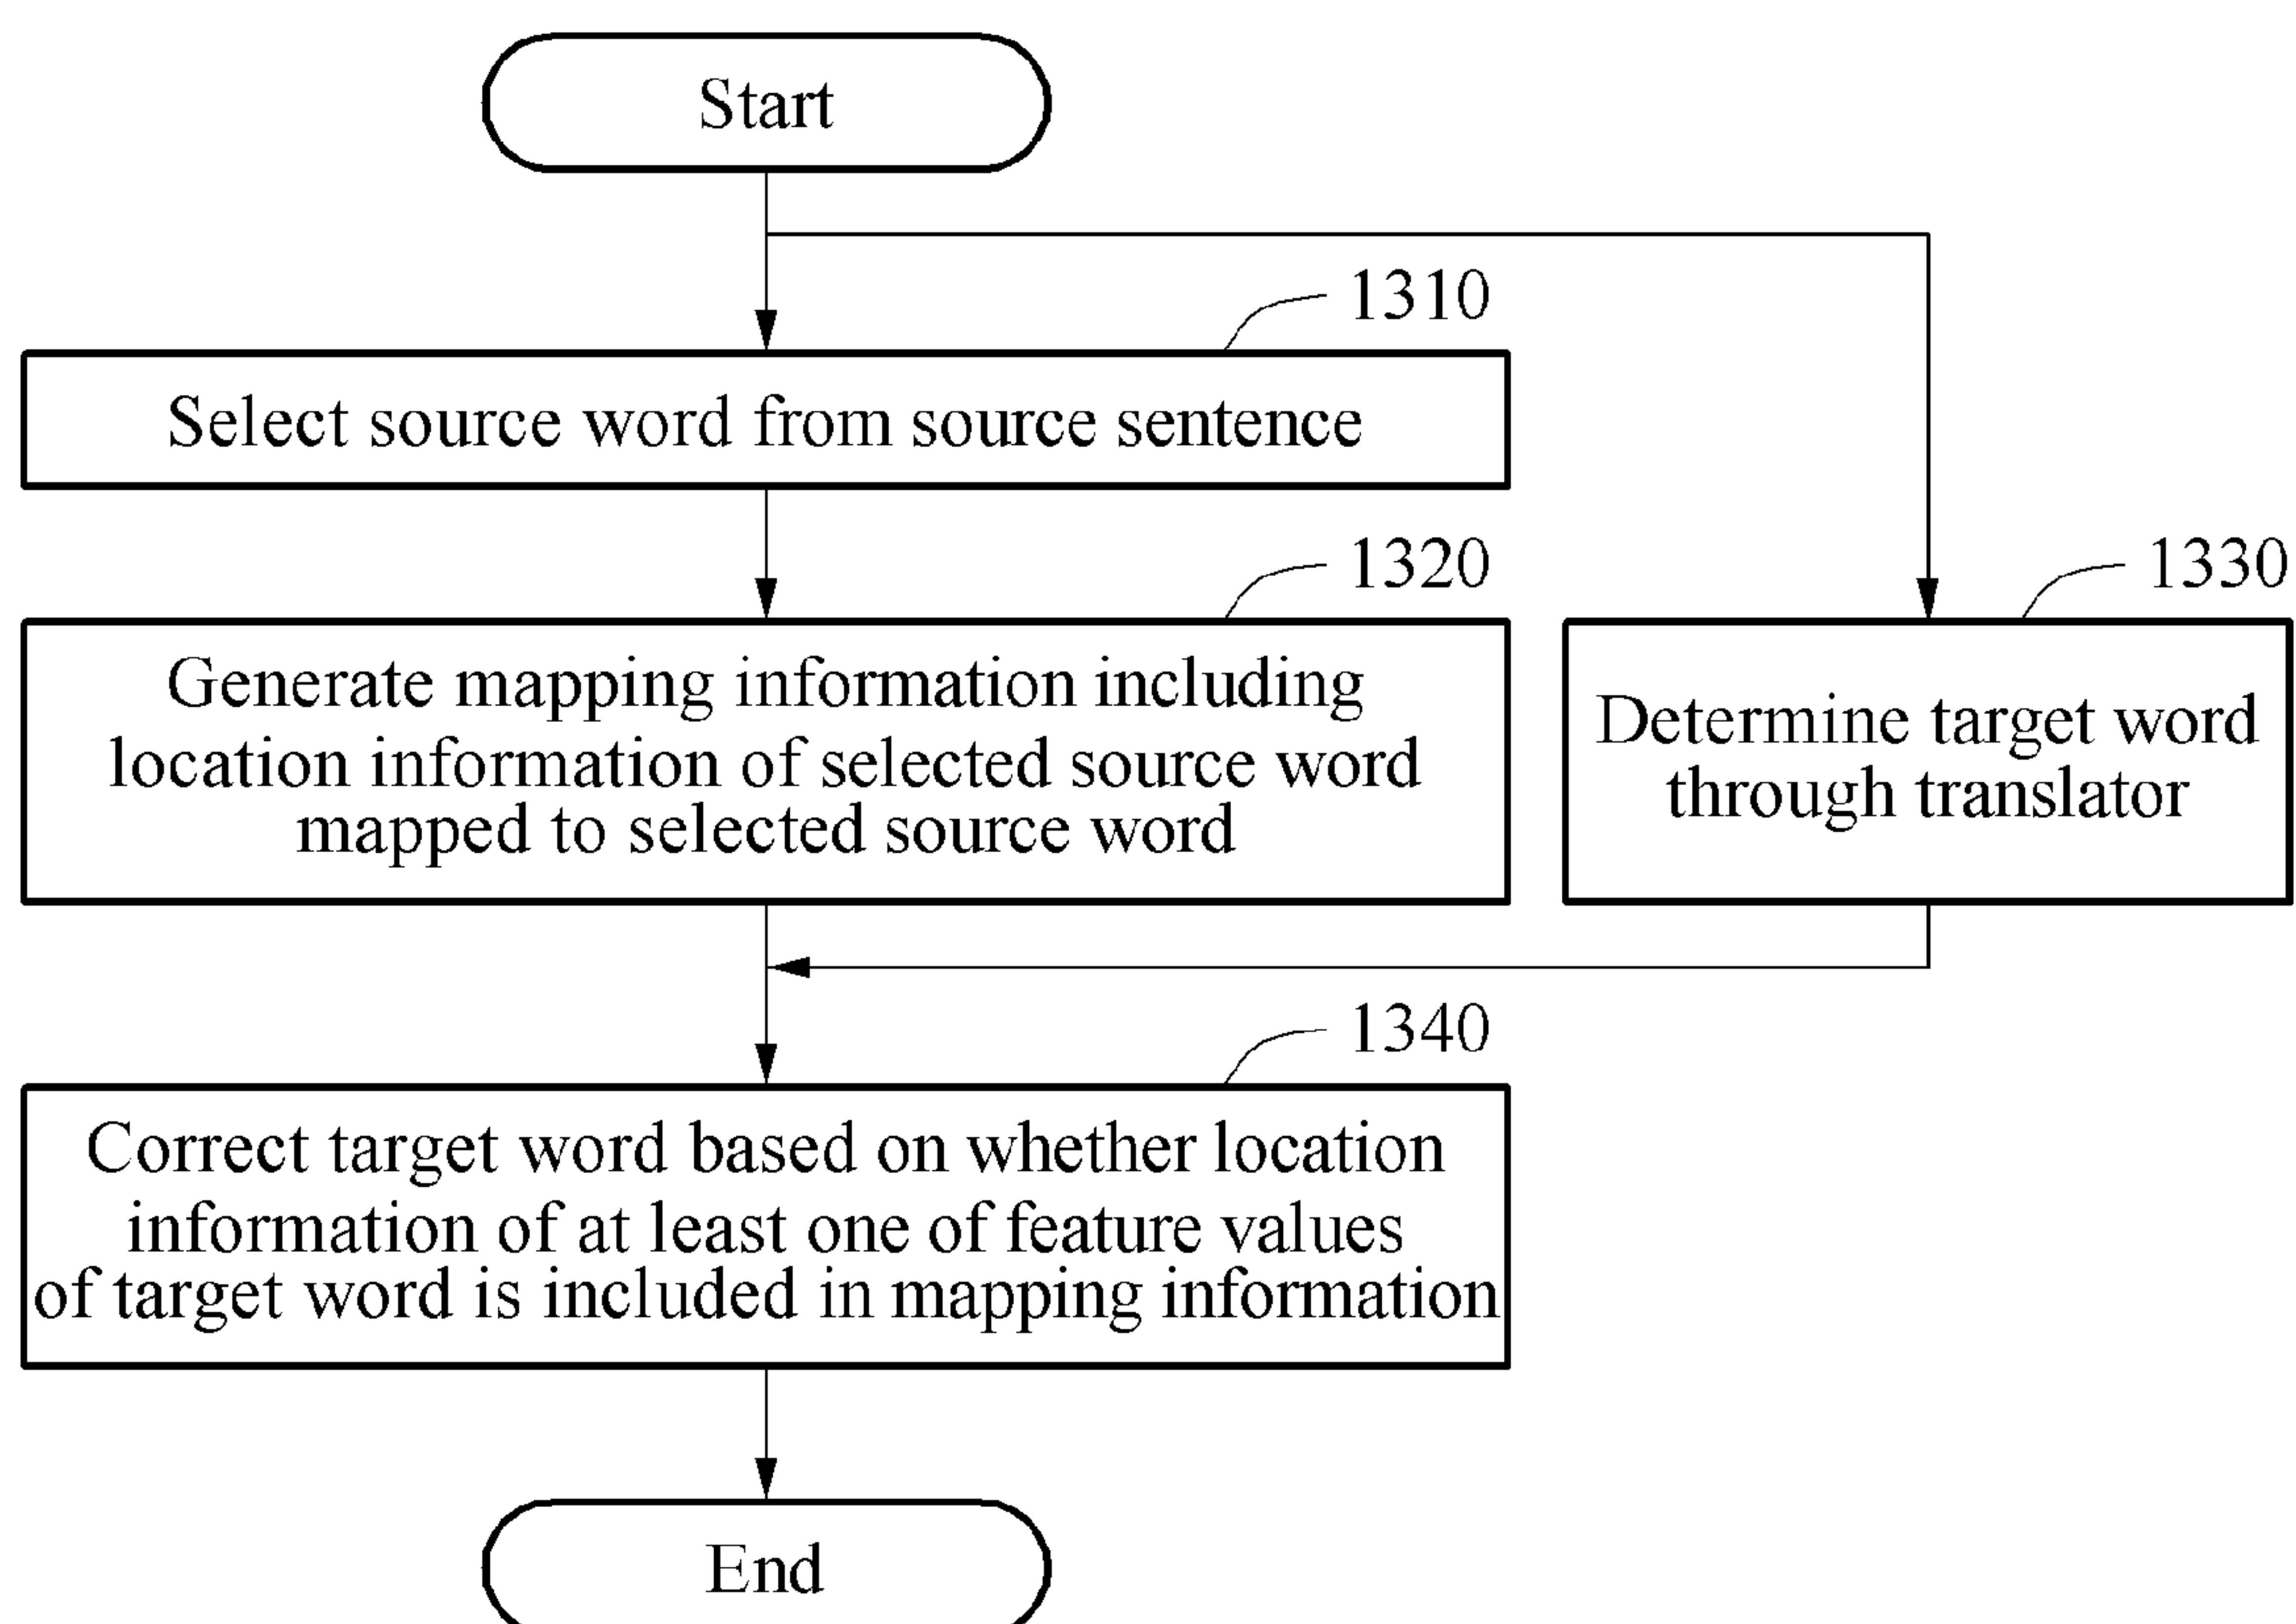 Start
1310
Select source word from source sentence
1320
Generate mapping information including
location information of selected source word
mapped to selected source word
1330
Determine target word
through translator
1340
Correct target word based on whether location
information of at least one of feature values
of target word is included in mapping information
End